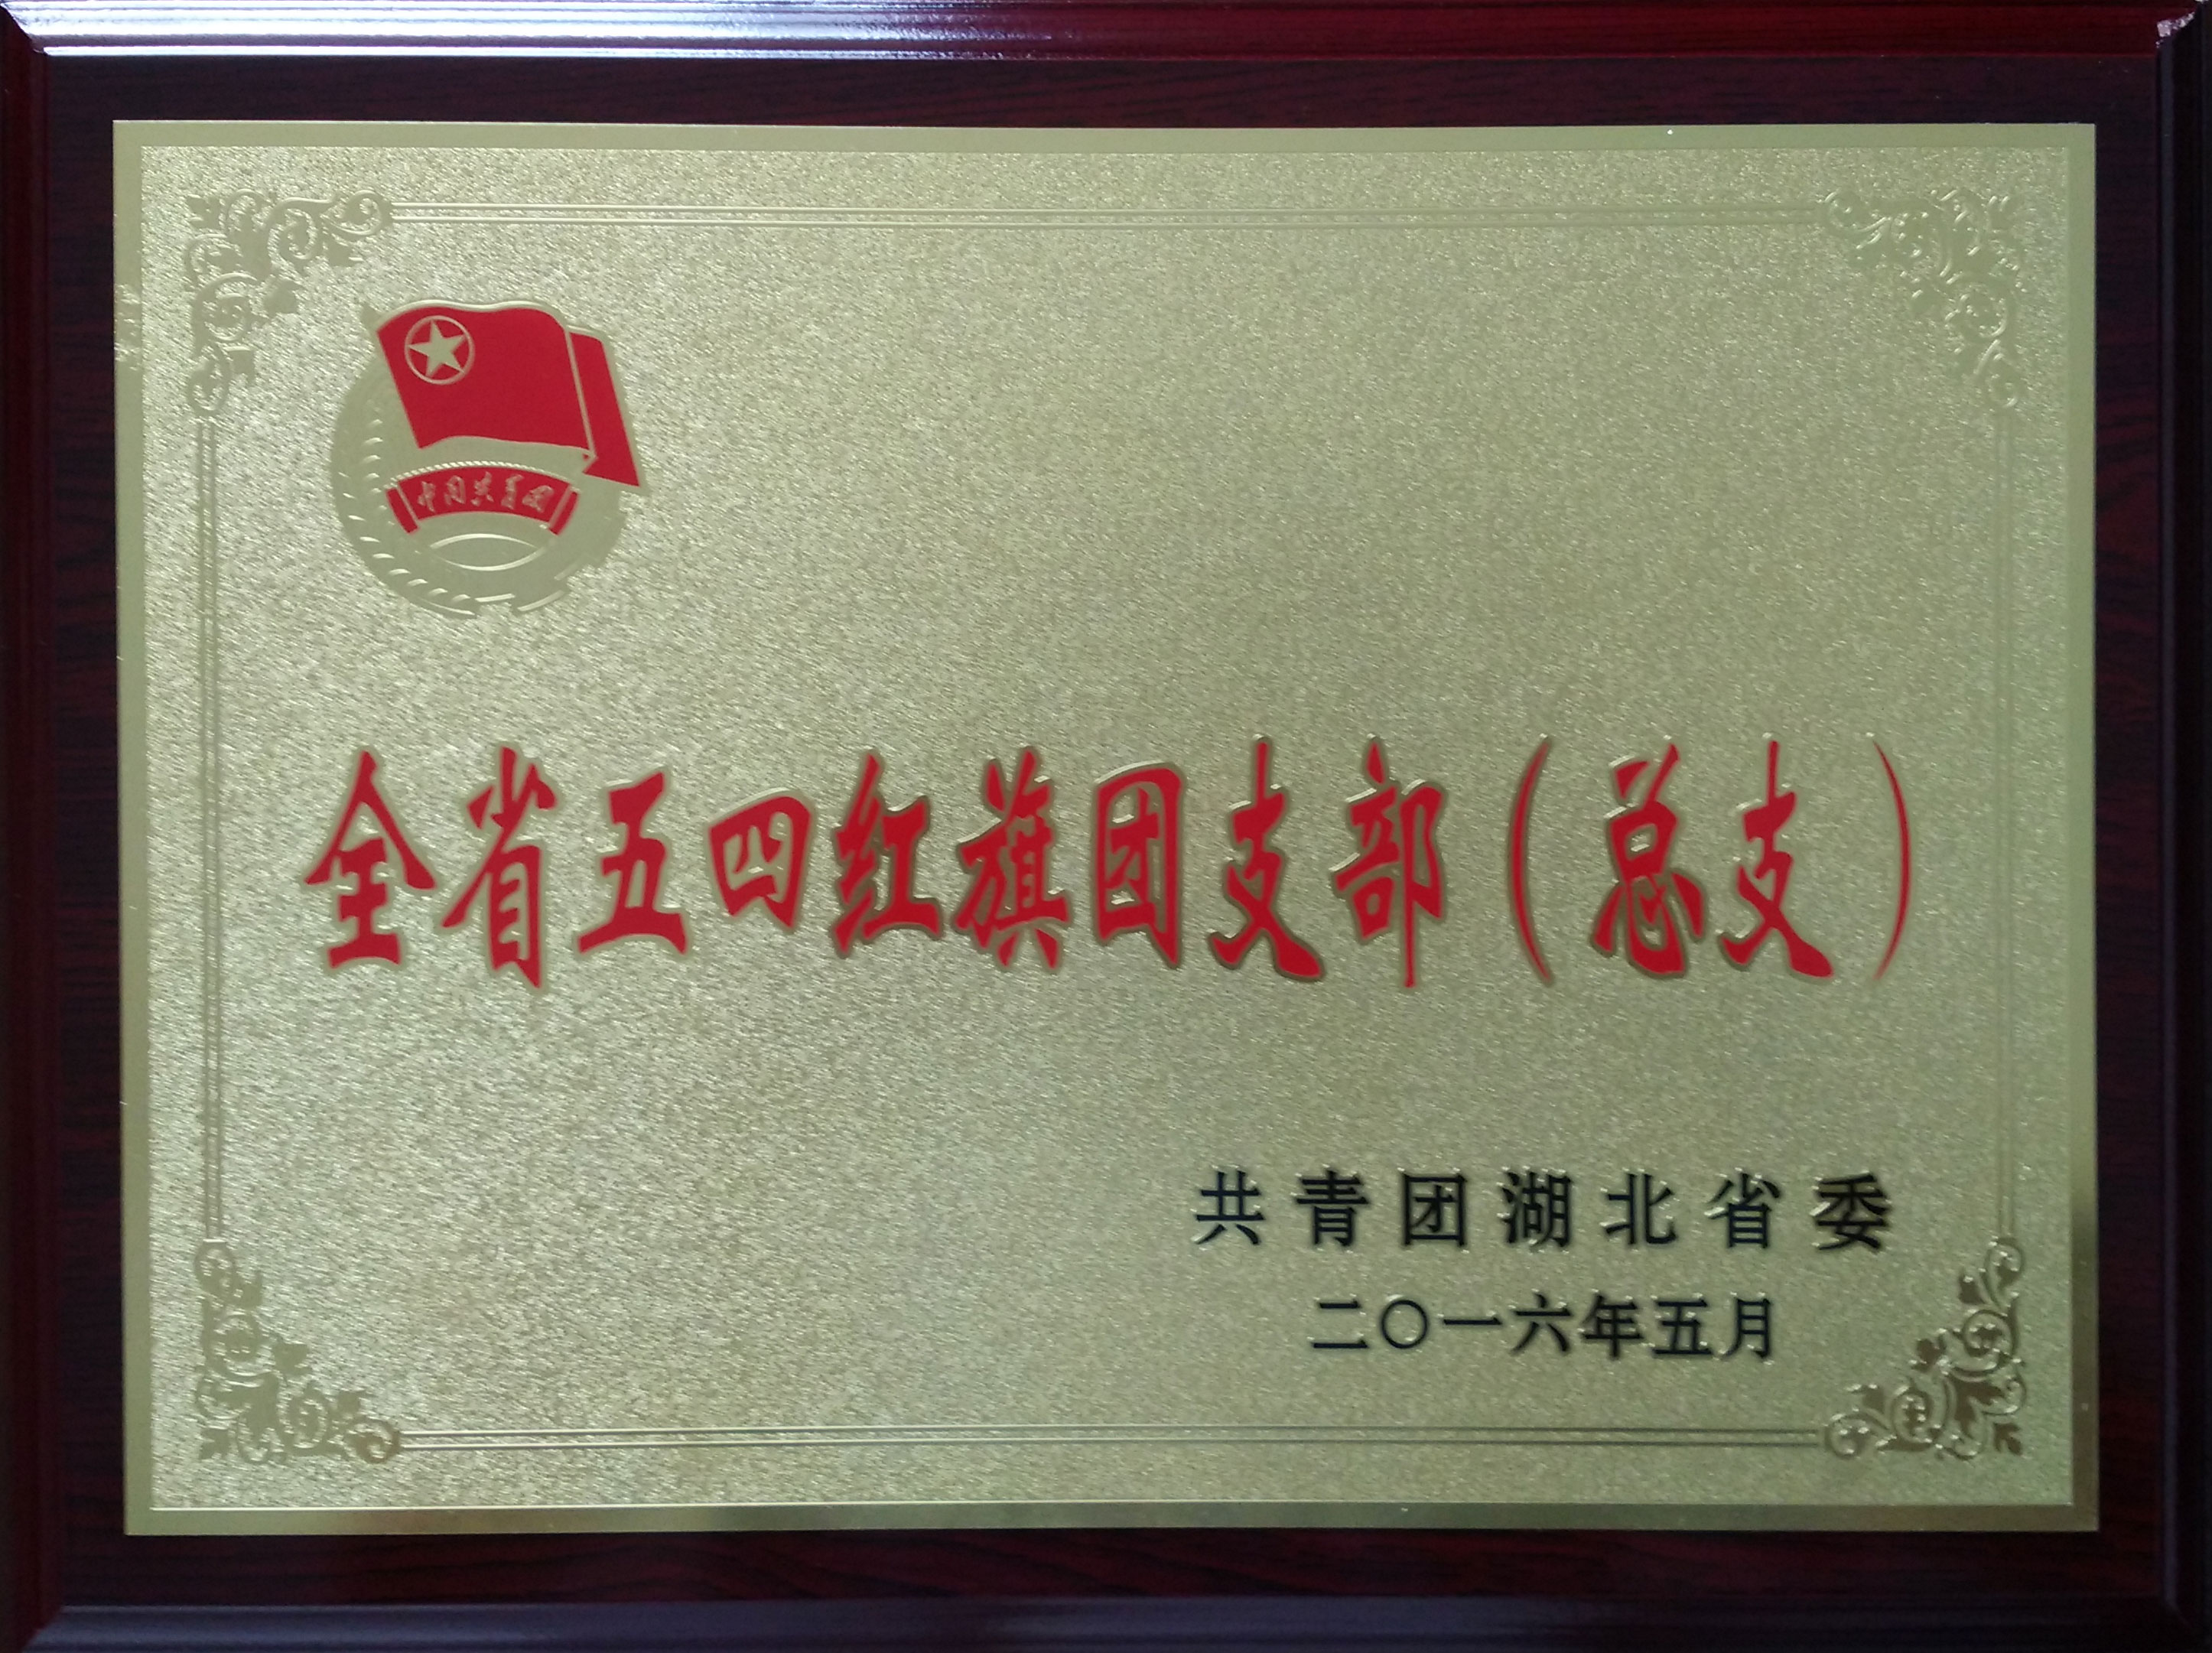 中国共青团
全省五四红旗团支部（总支）
共青团湖北省委
二〇一六年五月